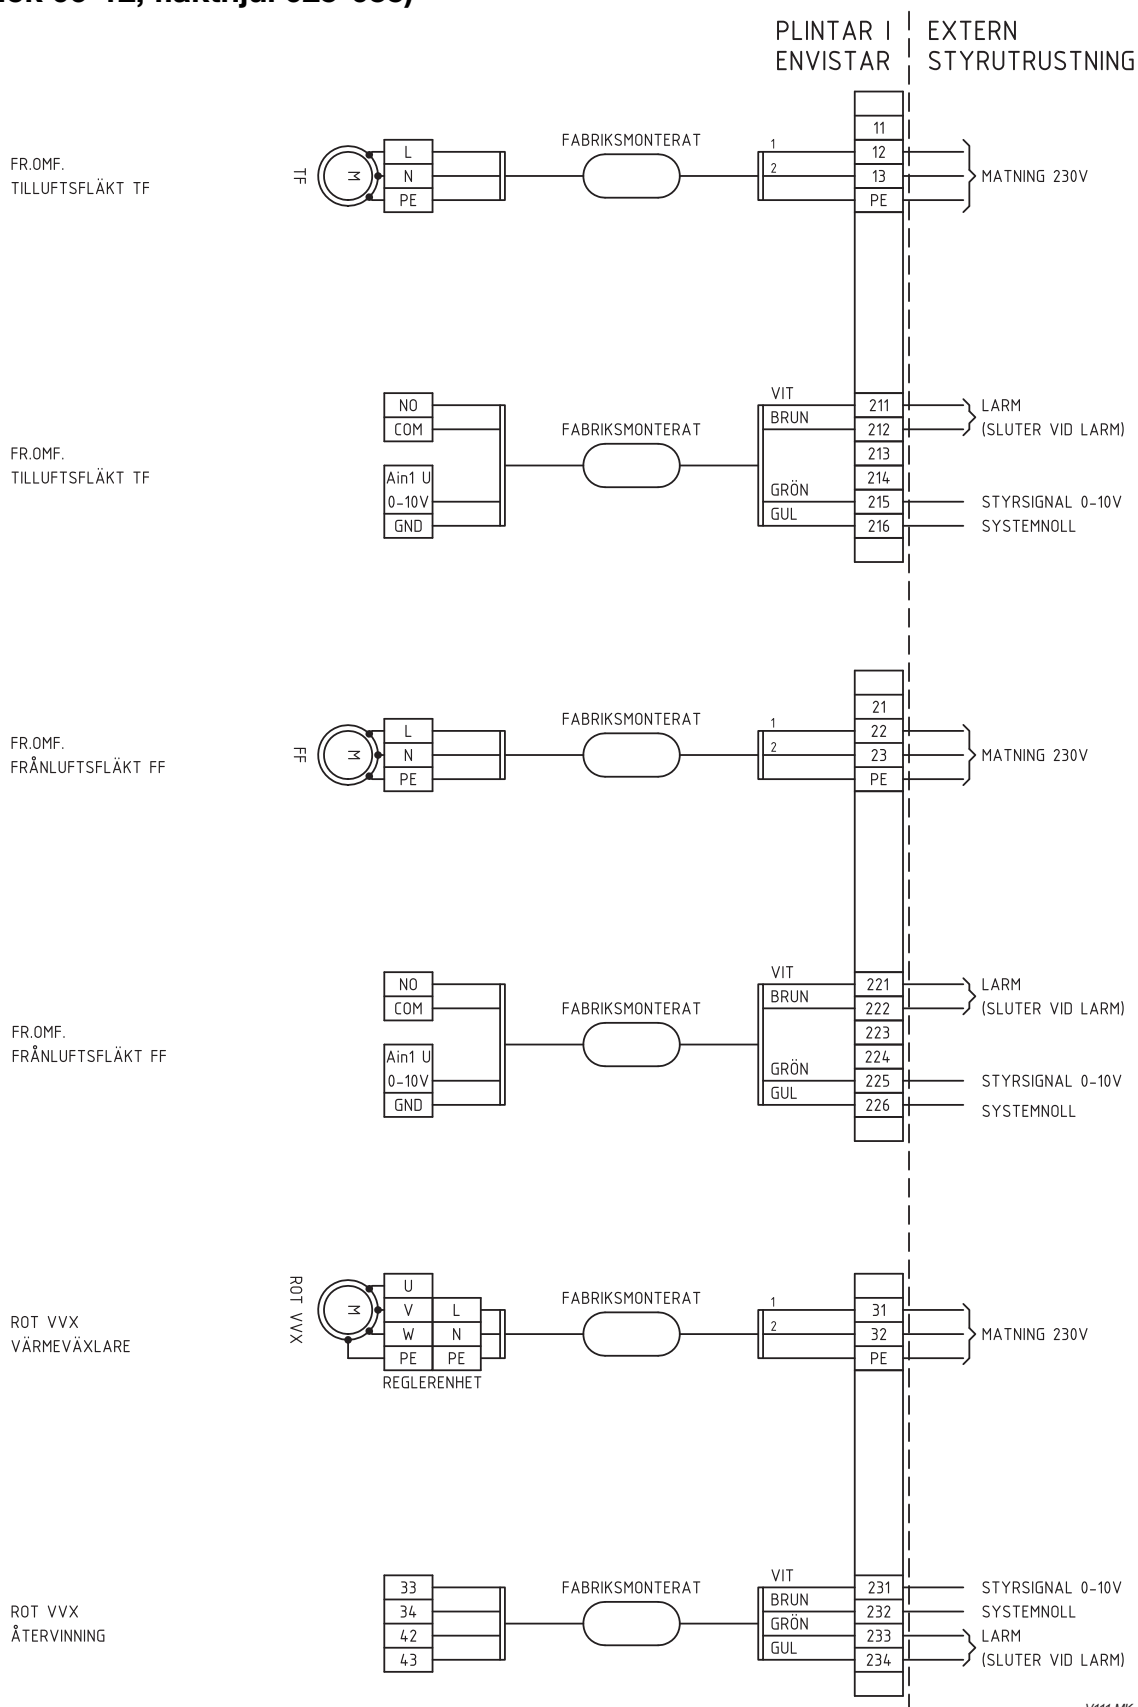 PLINTAR I
ENVISTAR
EXTERN
STYRUTRUSTNING
FR.OMF.
TILLUFTSFLÄKT TF
TF
M
L
N
PE
FABRIKSMONTERAT
1
2
11
12
13
PE
MATNING 230V
FR.OMF.
TILLUFTSFLÄKT TF
NO
COM
Ain1 U
0-10V
GND
FABRIKSMONTERAT
VIT
BRUN
GRÖN
GUL
211
212
213
214
215
216
LARM
(SLUTER VID LARM)
STYRSIGNAL 0-10V
SYSTEMNOLL
FR.OMF.
FRÅNLUFTSFLÄKT FF
FF
M
L
N
PE
FABRIKSMONTERAT
1
2
21
22
23
PE
MATNING 230V
FR.OMF.
FRÅNLUFTSFLÄKT FF
NO
COM
Ain1 U
0-10V
GND
FABRIKSMONTERAT
VIT
BRUN
GRÖN
GUL
221
222
223
224
225
226
LARM
(SLUTER VID LARM)
STYRSIGNAL 0-10V
SYSTEMNOLL
ROT VVX
VÄRMEVÄXLARE
ROT VVX
M
U
V L
W N
PE PE
REGLERENHET
FABRIKSMONTERAT
1
2
31
32
PE
MATNING 230V
ROT VVX
ÅTERVINNING
33
34
42
43
FABRIKSMONTERAT
VIT
BRUN
GRÖN
GUL
231
232
233
234
STYRSIGNAL 0-10V
SYSTEMNOLL
LARM
(SLUTER VID LARM)